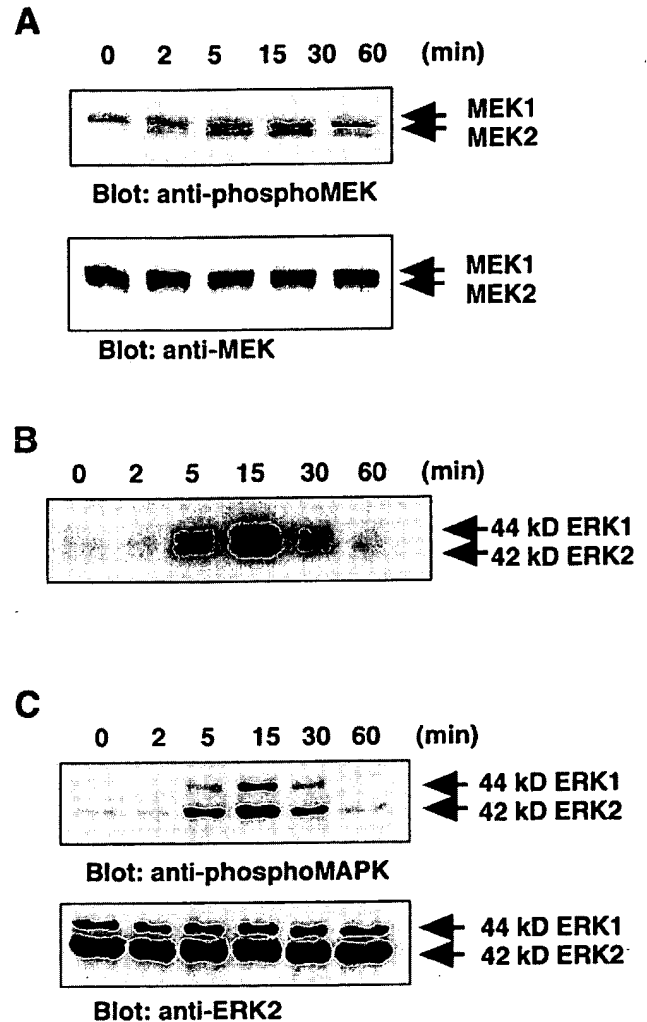 A
0 2 5 15 30 60 (min)
MEK1
MEK2
Blot: anti-phosphoMEK
MEK1
MEK2
Blot: anti-MEK
B
0 2 5 15 30 60 (min)
44 kD ERK1
42 kD ERK2
C
0 2 5 15 30 60 (min)
44 kD ERK1
42 kD ERK2
Blot: anti-phosphoMAPK
44 kD ERK1
42 kD ERK2
Blot: anti-ERK2